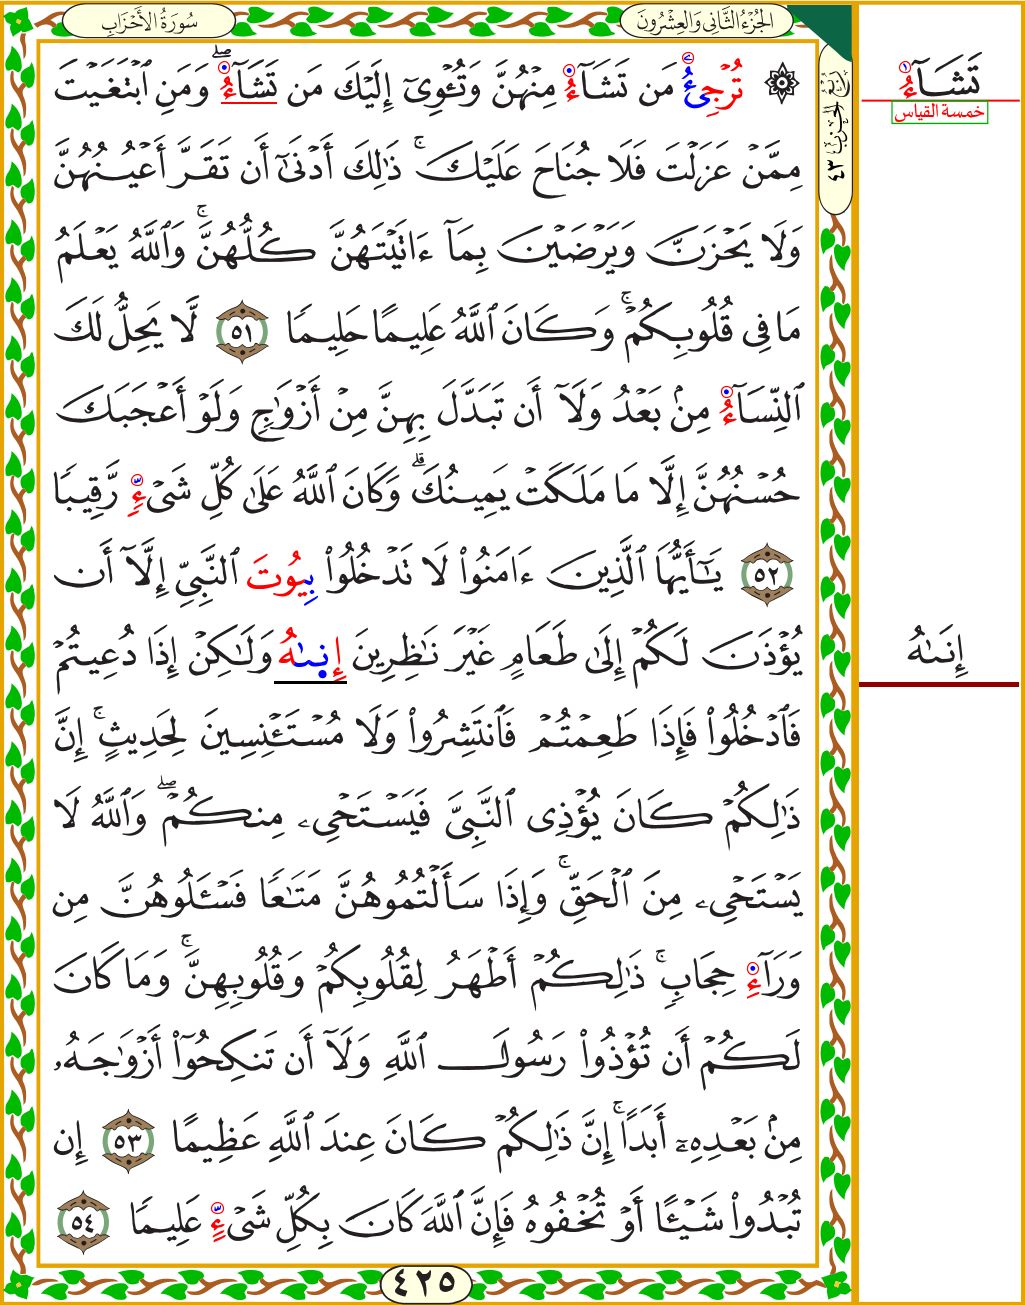 سُورَةُ الأَحْزَابِ
الجُزْءُ الثَّانِي وَالعِشْرُونَ
۞ تُرْجِئُ مَن تَشَآءُ مِنْهُنَّ وَتُـْٔوِىٓ إِلَيْكَ مَن تَشَآءُۖ وَمَنِ ٱبْتَغَيْتَ
مِمَّنْ عَزَلْتَ فَلَا جُنَاحَ عَلَيْكَۚ ذَٰلِكَ أَدْنَىٰٓ أَن تَقَرَّ أَعْيُنُهُنَّ
وَلَا يَحْزَنَّ وَيَرْضَيْنَ بِمَآ ءَاتَيْتَهُنَّ كُلُّهُنَّۚ وَٱللَّهُ يَعْلَمُ
مَا فِى قُلُوبِكُمْۚ وَكَانَ ٱللَّهُ عَلِيمًا حَلِيمًا ٥١ لَّا يَحِلُّ لَكَ
ٱلنِّسَآءُ مِنۢ بَعْدُ وَلَآ أَن تَبَدَّلَ بِهِنَّ مِنْ أَزْوَٰجٍ وَلَوْ أَعْجَبَكَ
حُسْنُهُنَّ إِلَّا مَا مَلَكَتْ يَمِينُكَۗ وَكَانَ ٱللَّهُ عَلَىٰ كُلِّ شَىْءٍ رَّقِيبًا
٥٢ يَـٰٓأَيُّهَا ٱلَّذِينَ ءَامَنُوا۟ لَا تَدْخُلُوا۟ بِيُوتَ ٱلنَّبِىِّ إِلَّآ أَن
يُؤْذَنَ لَكُمْ إِلَىٰ طَعَامٍ غَيْرَ نَـٰظِرِينَ إِنَىٰهُ وَلَـٰكِنْ إِذَا دُعِيتُمْ
فَٱدْخُلُوا۟ فَإِذَا طَعِمْتُمْ فَٱنتَشِرُوا۟ وَلَا مُسْتَـْٔنِسِينَ لِحَدِيثٍۚ إِنَّ
ذَٰلِكُمْ كَانَ يُؤْذِى ٱلنَّبِىَّ فَيَسْتَحْىِۦ مِنكُمْۖ وَٱللَّهُ لَا
يَسْتَحْىِۦ مِنَ ٱلْحَقِّۚ وَإِذَا سَأَلْتُمُوهُنَّ مَتَـٰعًا فَسْـَٔلُوهُنَّ مِن
وَرَآءِ حِجَابٍۚ ذَٰلِكُمْ أَطْهَرُ لِقُلُوبِكُمْ وَقُلُوبِهِنَّۚ وَمَا كَانَ
لَكُمْ أَن تُؤْذُوا۟ رَسُولَ ٱللَّهِ وَلَآ أَن تَنكِحُوٓا۟ أَزْوَٰجَهُۥ
مِنۢ بَعْدِهِۦٓ أَبَدًاۚ إِنَّ ذَٰلِكُمْ كَانَ عِندَ ٱللَّهِ عَظِيمًا ٥٣ إِن
تُبْدُوا۟ شَيْـًٔا أَوْ تُخْفُوهُ فَإِنَّ ٱللَّهَ كَانَ بِكُلِّ شَىْءٍ عَلِيمًا ٥٤
٤٢٥
تَشَآءُ
خمسة القياس
إِنَىٰهُ